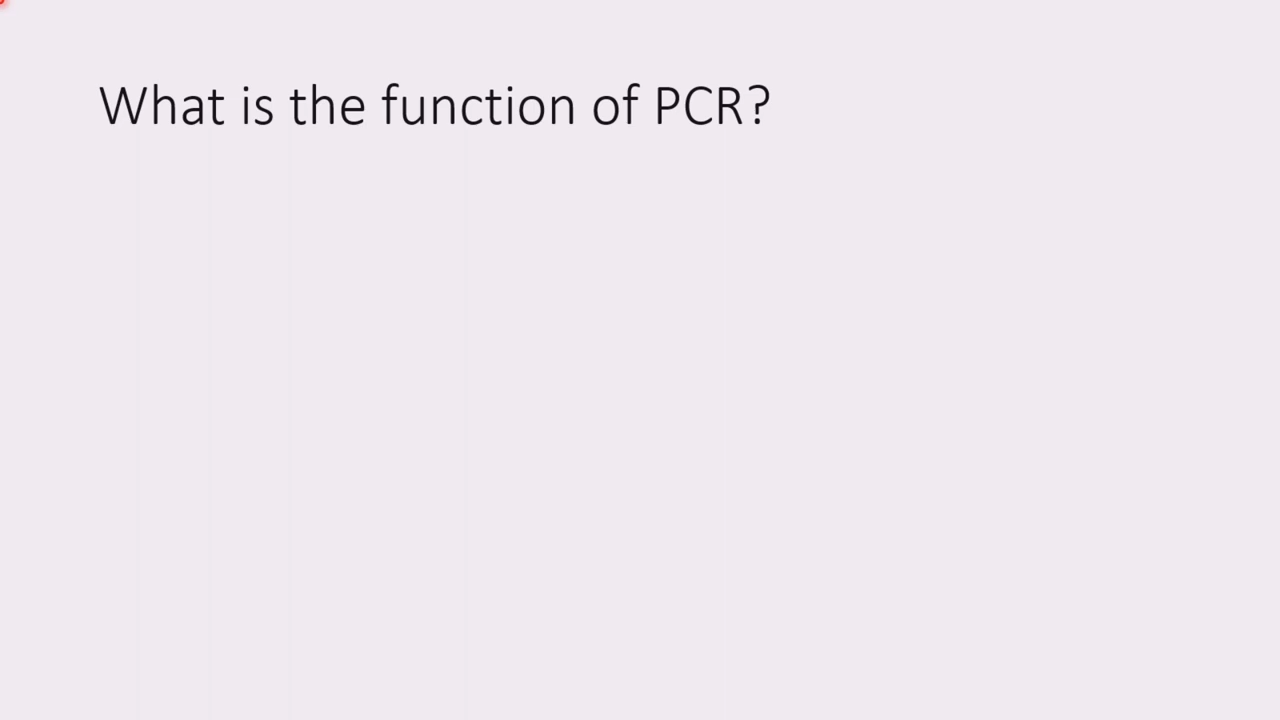 What is the function of PCR?